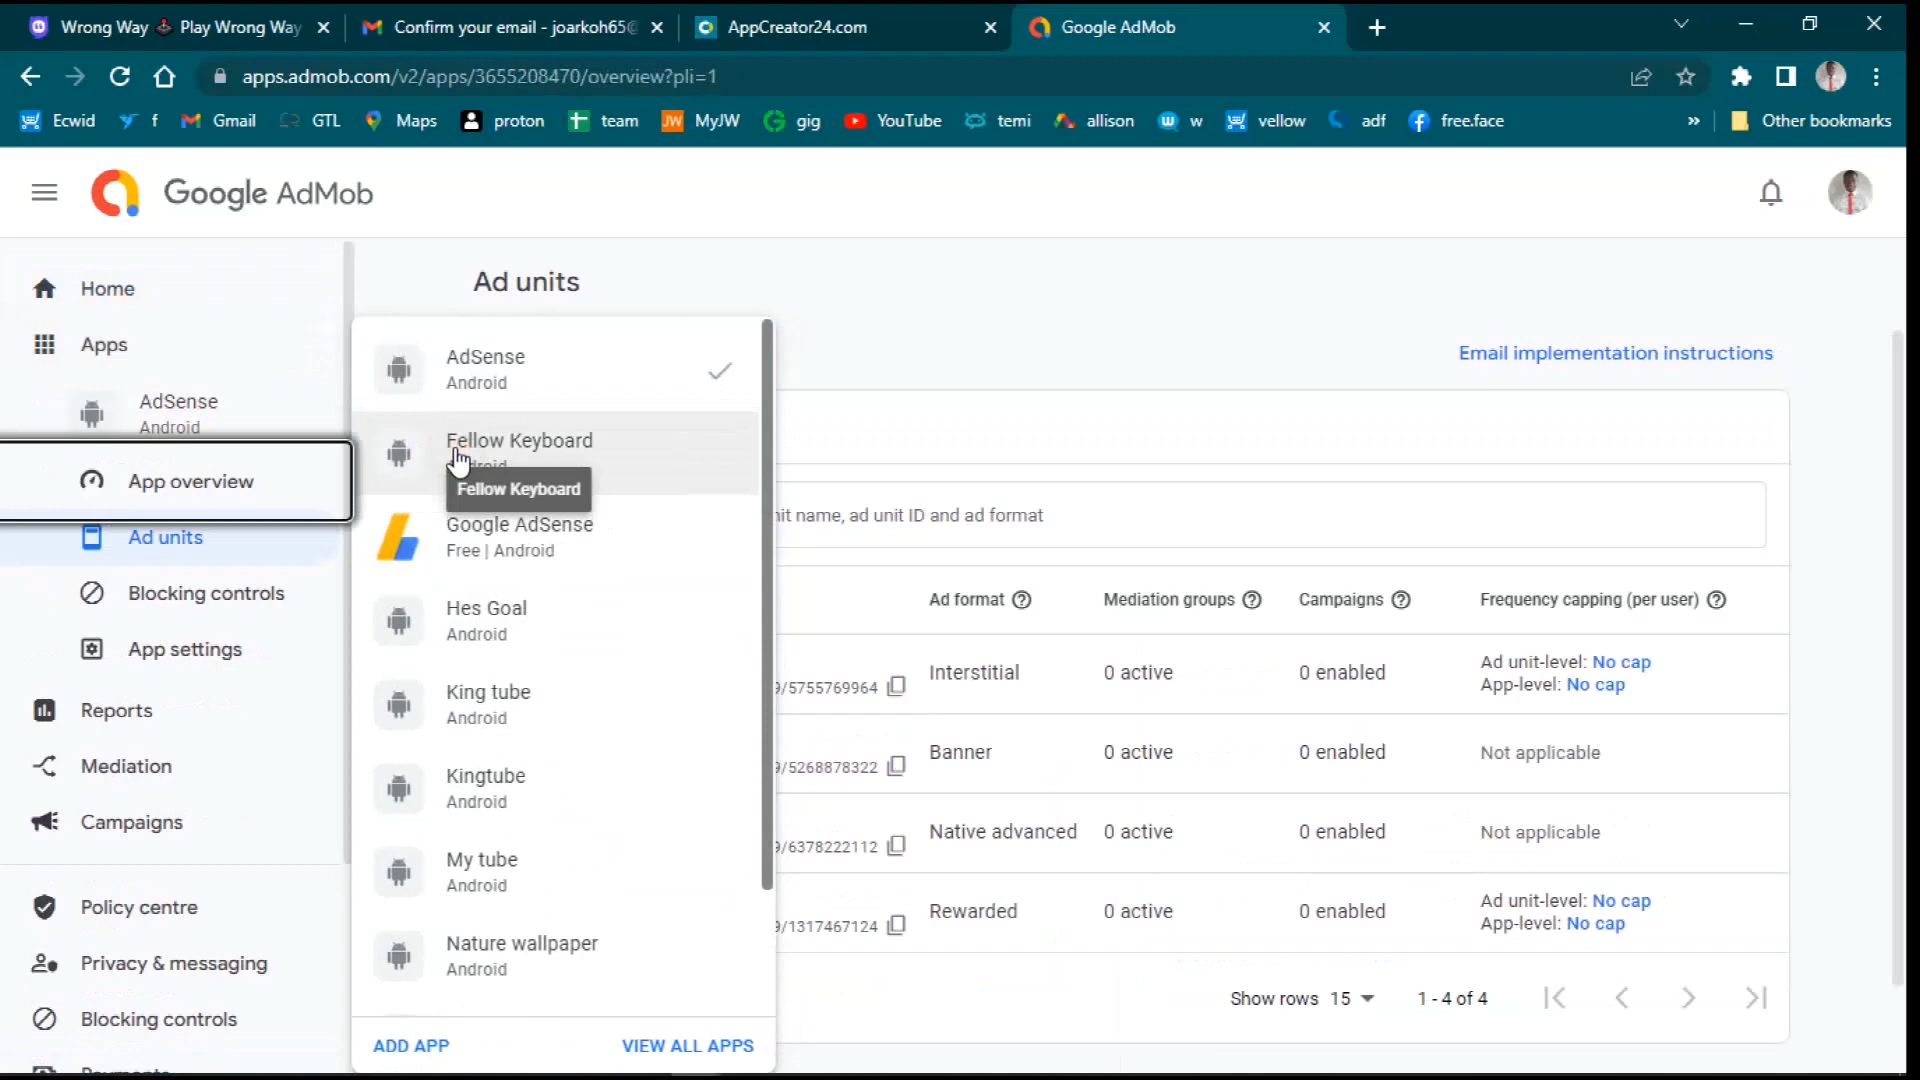 Wrong Way Play Wrong Way
Confirm your email - joarkoh65@
AppCreator24.com
Google AdMob
apps.admob.com/v2/apps/3655208470/overview?pli=1
Ecwid
f
Gmail
GTL
Maps
proton
team
MyJW
gig
YouTube
temi
allison
w
vellow
adf
free.face
Other bookmarks
Google AdMob
Home
Apps
AdSense
Android
App overview
Ad units
Blocking controls
App settings
Reports
Mediation
Campaigns
Policy centre
Privacy & messaging
Blocking controls
Payments
Ad units
AdSense
Android
Fellow Keyboard
Fellow Keyboard
Google AdSense
Free | Android
Hes Goal
Android
King tube
Android
Kingtube
Android
My tube
Android
Nature wallpaper
Android
ADD APP
VIEW ALL APPS
Email implementation instructions
name, ad unit ID and ad format
Ad format
Mediation groups
Campaigns
Frequency capping (per user)
9/5755769964
Interstitial
0 active
0 enabled
Ad unit-level: No cap
App-level: No cap
9/5268878322
Banner
0 active
0 enabled
Not applicable
9/6378222112
Native advanced
0 active
0 enabled
Not applicable
9/1317467124
Rewarded
0 active
0 enabled
Ad unit-level: No cap
App-level: No cap
Show rows 15
1 - 4 of 4